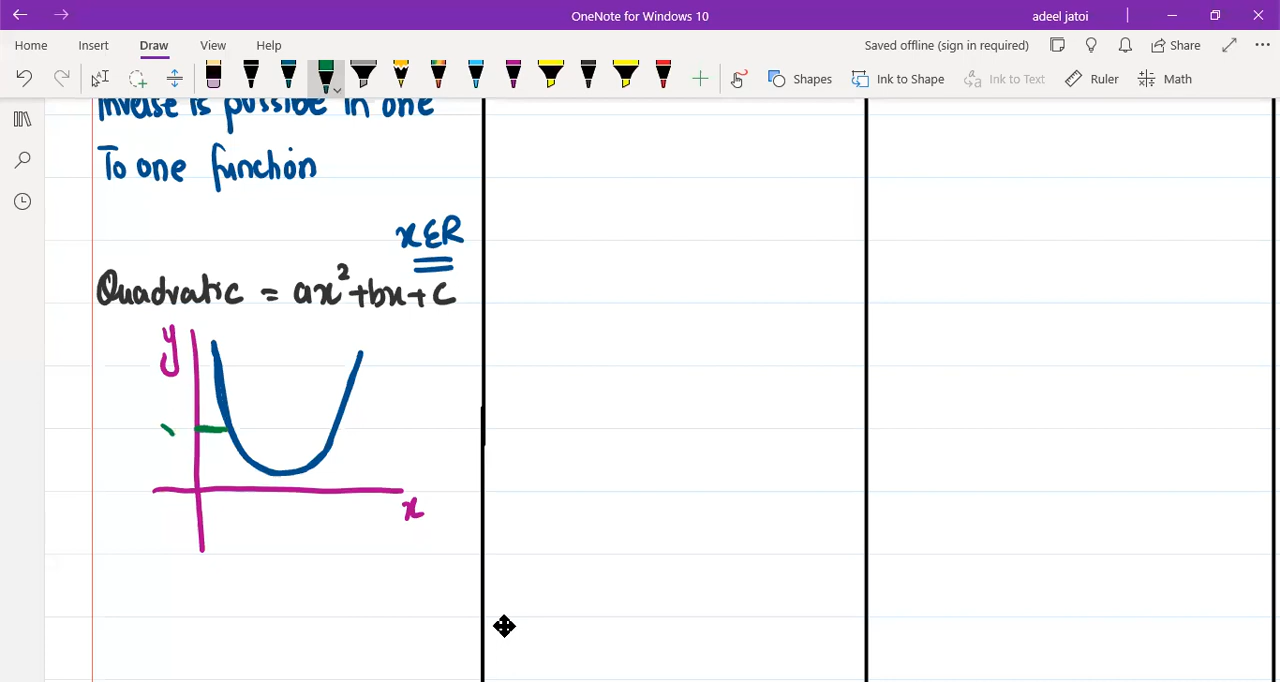 OneNote for Windows 10
adeel jatoi
Home Insert Draw View Help
Saved offline (sign in required) Share
Shapes Ink to Shape Ink to Text Ruler Math
Inverse is possible in one
To one function
x∈R
Quadratic = ax²+bx+c
y
x